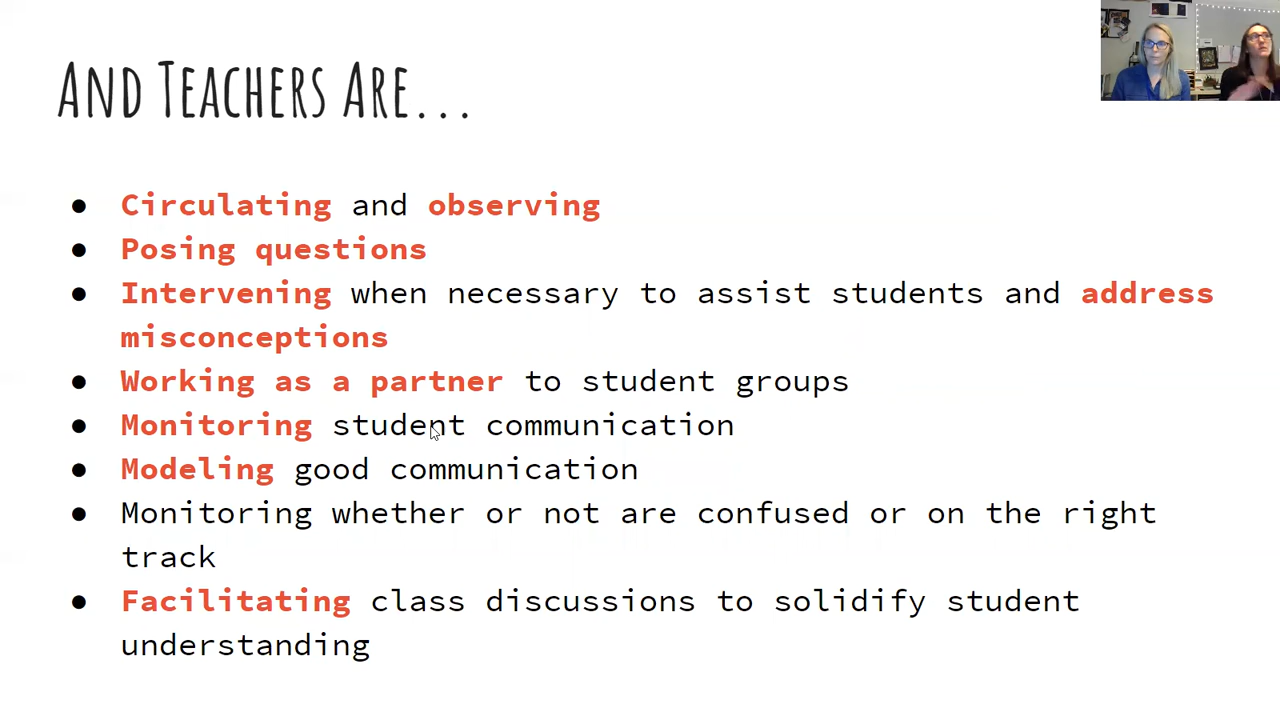 AND TEACHERS ARE...
● Circulating and observing
● Posing questions
● Intervening when necessary to assist students and address
misconceptions
● Working as a partner to student groups
● Monitoring student communication
● Modeling good communication
● Monitoring whether or not are confused or on the right
track
● Facilitating class discussions to solidify student
understanding